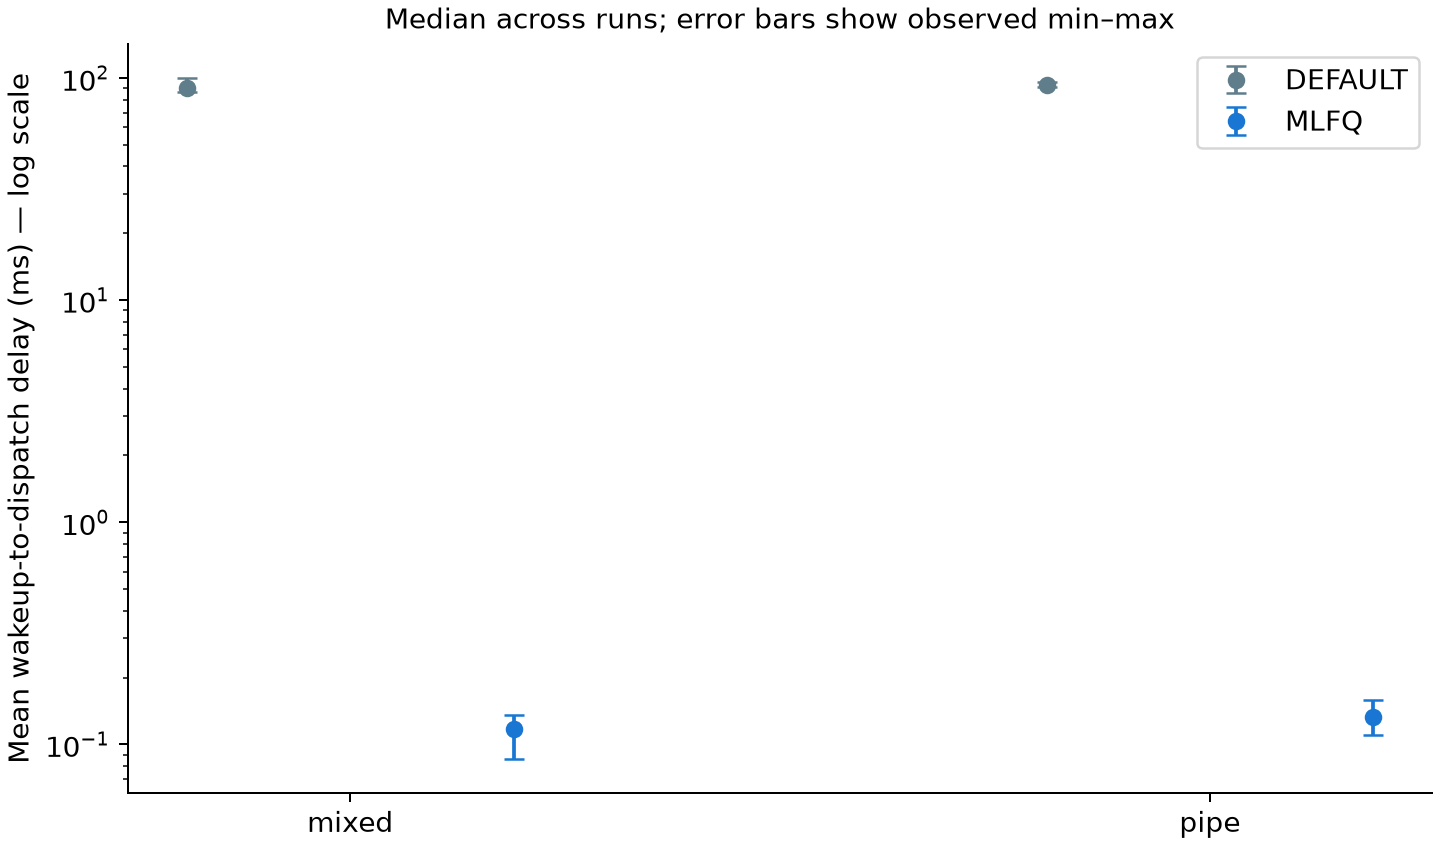 Median across runs; error bars show observed min–max
Mean wakeup-to-dispatch delay (ms) — log scale
10²
10¹
10⁰
10⁻¹
DEFAULT
MLFQ
mixed
pipe